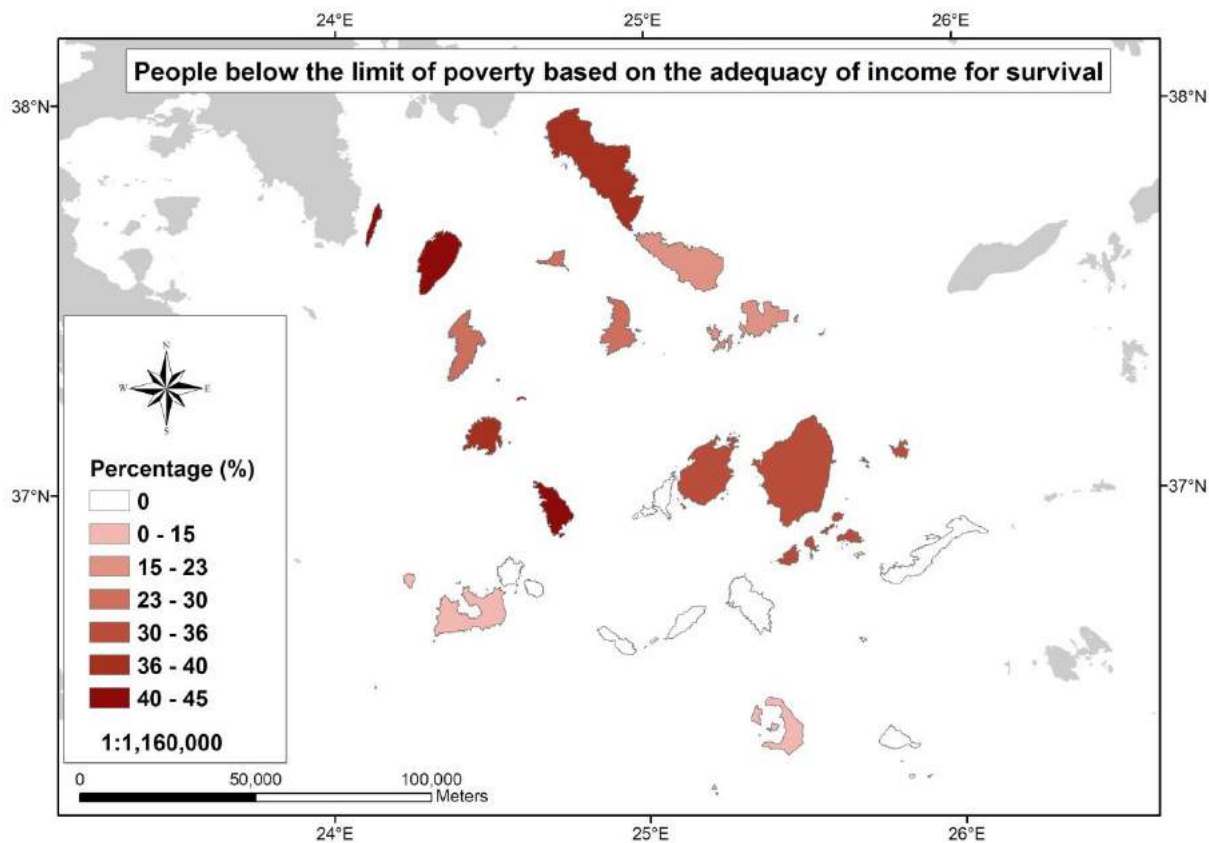 24°E 25°E 26°E
People below the limit of poverty based on the adequacy of income for survival
38°N 38°N
N
W E
S
Percentage (%)
37°N 37°N
0
0 - 15
15 - 23
23 - 30
30 - 36
36 - 40
40 - 45
1:1,160,000
0 50,000 100,000
Meters
24°E 25°E 26°E